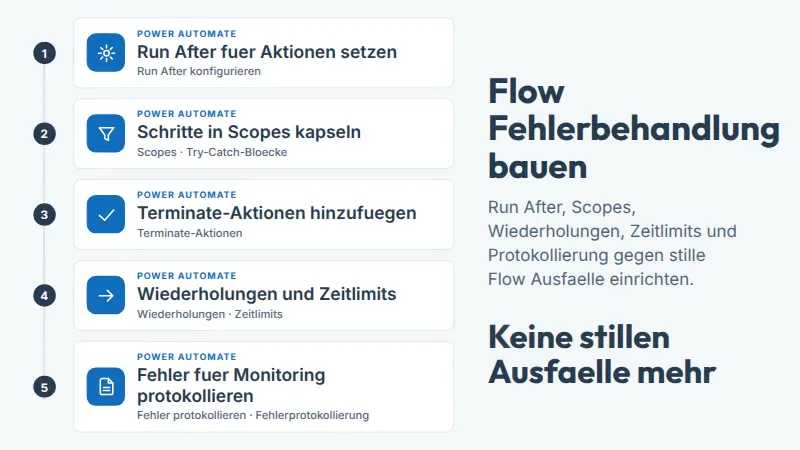 1
POWER AUTOMATE
Run After fuer Aktionen setzen
Run After konfigurieren
2
POWER AUTOMATE
Schritte in Scopes kapseln
Scopes · Try-Catch-Bloecke
3
POWER AUTOMATE
Terminate-Aktionen hinzufuegen
Terminate-Aktionen
4
POWER AUTOMATE
Wiederholungen und Zeitlimits
Wiederholungen · Zeitlimits
5
POWER AUTOMATE
Fehler fuer Monitoring
protokollieren
Fehler protokollieren · Fehlerprotokollierung
Flow
Fehlerbehandlung
bauen
Run After, Scopes,
Wiederholungen, Zeitlimits und
Protokollierung gegen stille
Flow Ausfaelle einrichten.
Keine stillen
Ausfaelle mehr